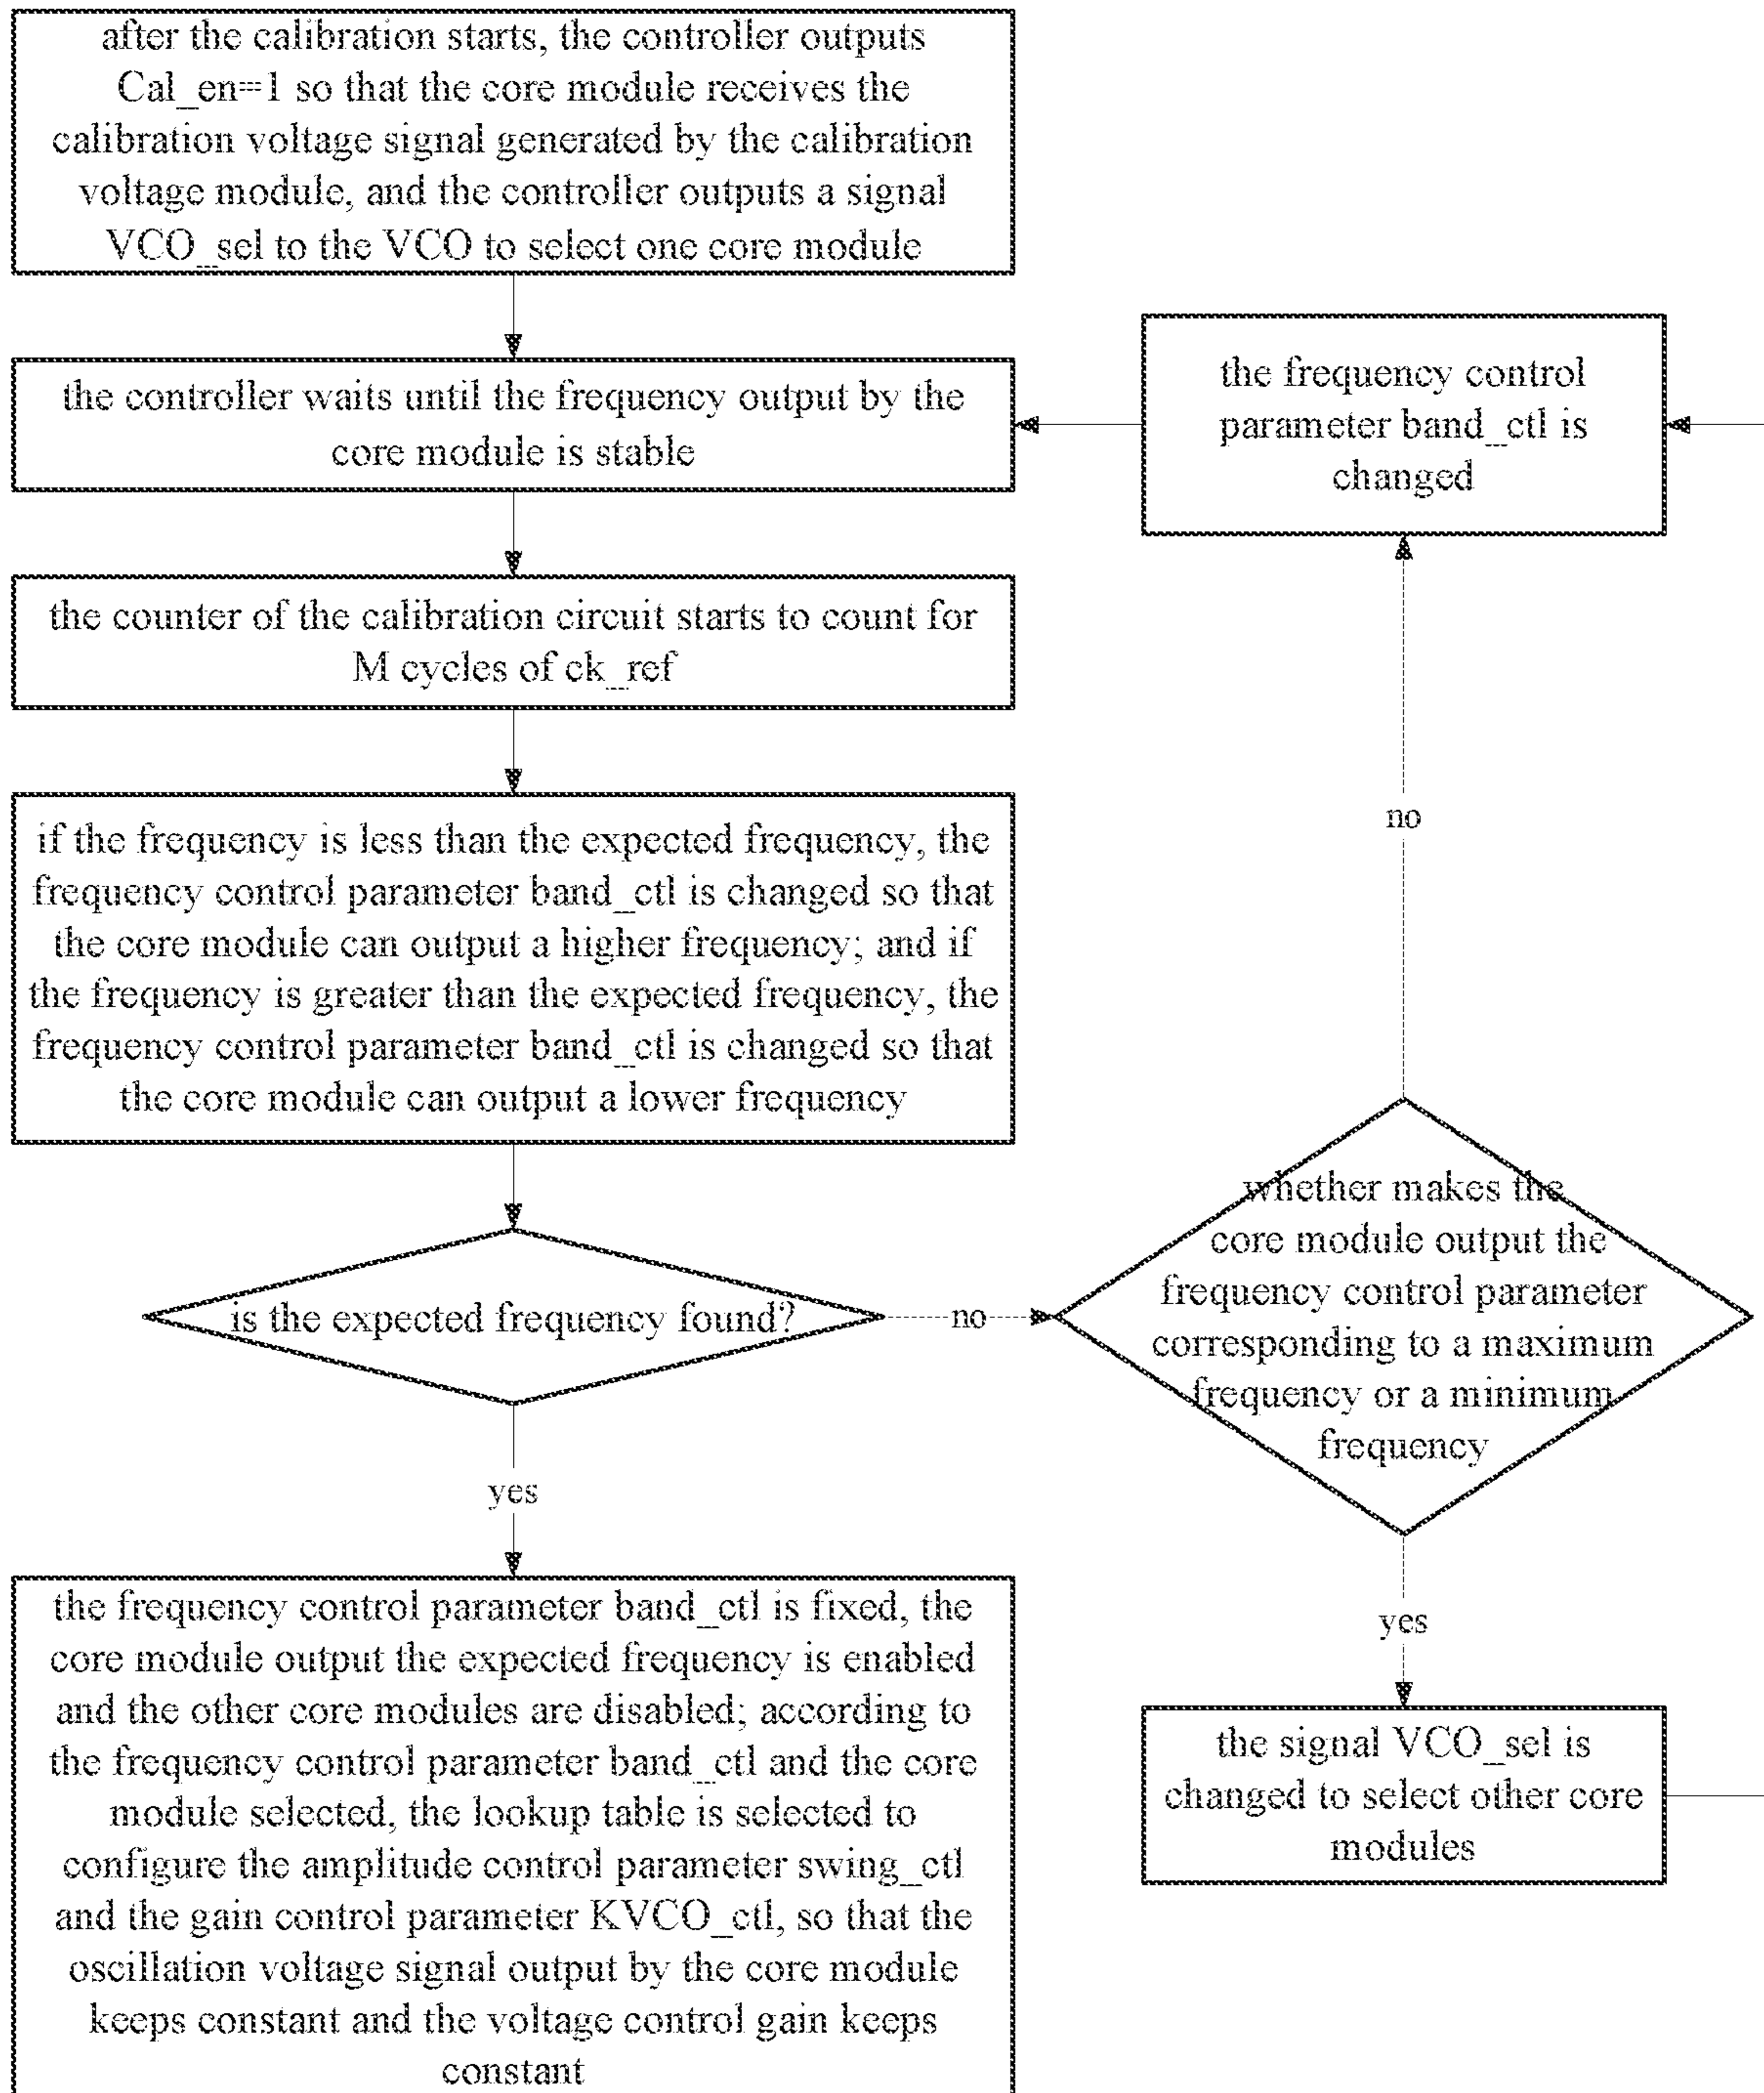 after the calibration starts, the controller outputs
Cal_en=1 so that the core module receives the
calibration voltage signal generated by the calibration
voltage module, and the controller outputs a signal
VCO_sel to the VCO to select one core module
the controller waits until the frequency output by the
core module is stable
the frequency control
parameter band_ctl is
changed
the counter of the calibration circuit starts to count for
M cycles of ck_ref
if the frequency is less than the expected frequency, the
frequency control parameter band_ctl is changed so that
the core module can output a higher frequency; and if
the frequency is greater than the expected frequency, the
frequency control parameter band_ctl is changed so that
the core module can output a lower frequency
no
is the expected frequency found?
no
whether makes the
core module output the
frequency control parameter
corresponding to a maximum
frequency or a minimum
frequency
yes
yes
the frequency control parameter band_ctl is fixed, the
core module output the expected frequency is enabled
and the other core modules are disabled; according to
the frequency control parameter band_ctl and the core
module selected, the lookup table is selected to
configure the amplitude control parameter swing_ctl
and the gain control parameter KVCO_ctl, so that the
oscillation voltage signal output by the core module
keeps constant and the voltage control gain keeps
constant
the signal VCO_sel is
changed to select other core
modules